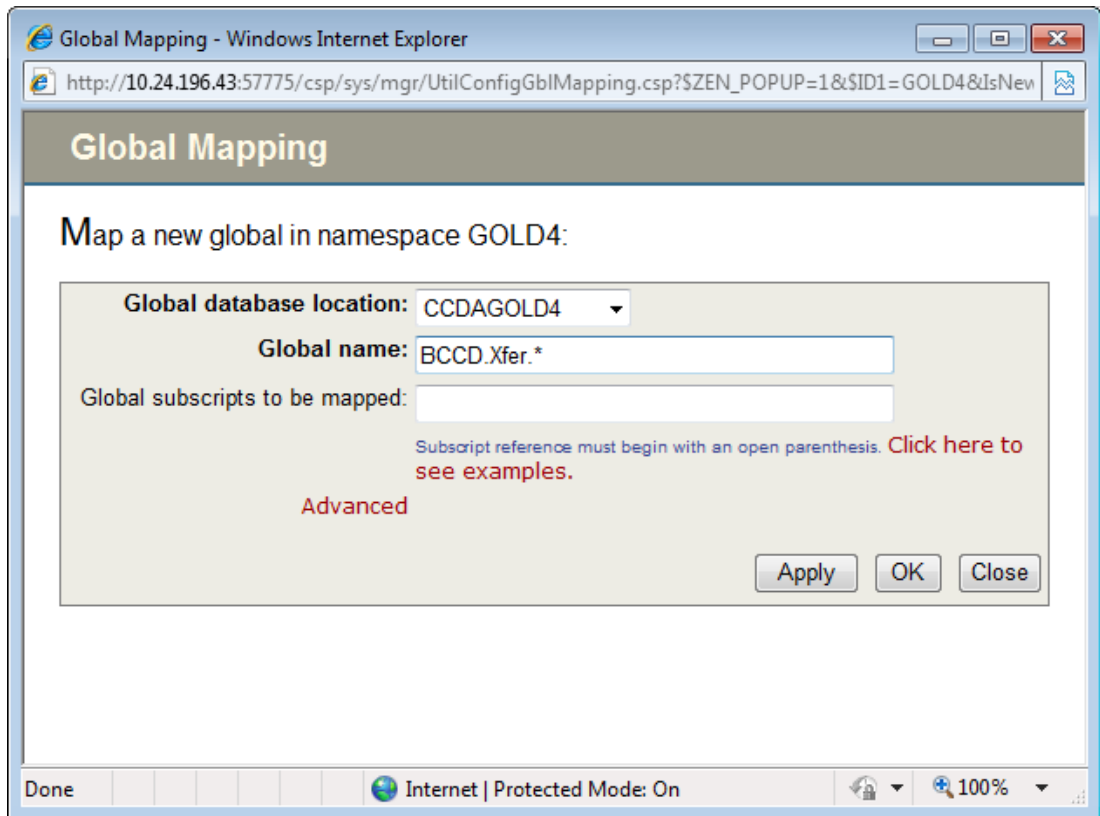 Global Mapping - Windows Internet Explorer
http://10.24.196.43:57775/csp/sys/mgr/UtilConfigGblMapping.csp?$ZEN_POPUP=1&$ID1=GOLD4&IsNew
Global Mapping
Map a new global in namespace GOLD4:
Global database location: CCDAGOLD4
Global name: BCCD.Xfer.*
Global subscripts to be mapped:
Subscript reference must begin with an open parenthesis. Click here to
see examples.
Advanced
Apply OK Close
Done Internet | Protected Mode: On 100%